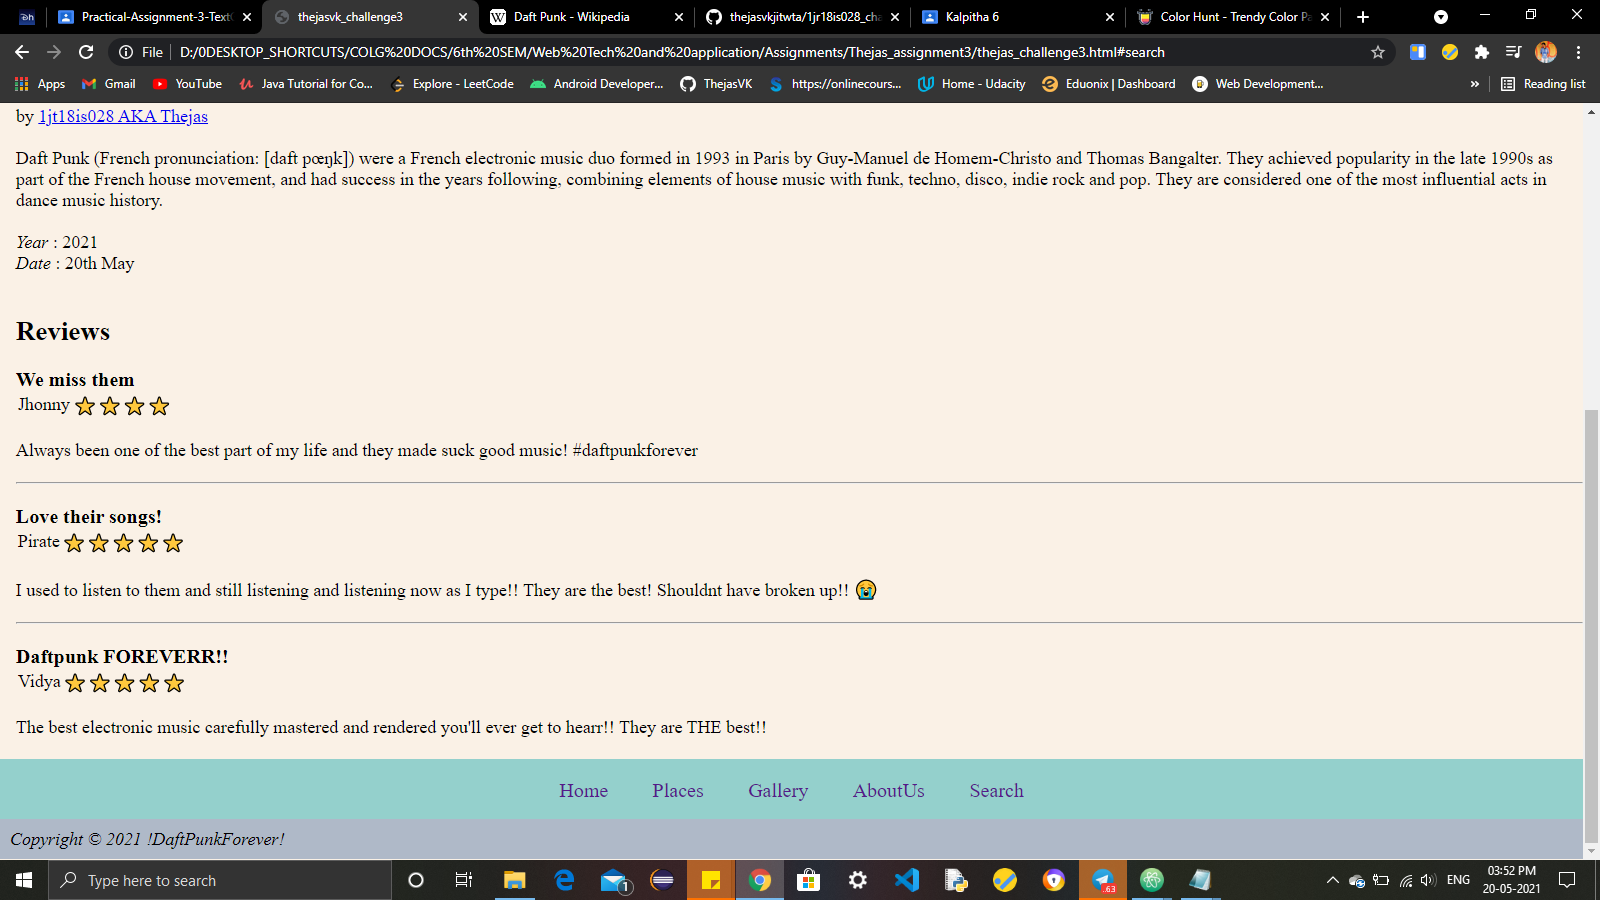 Practical-Assignment-3-Text
thejasvk_challenge3
Daft Punk - Wikipedia
thejasvkjitwta/1jr18is028_ch
Kalpitha 6
Color Hunt - Trendy Color
File
D:/0DESKTOP_SHORTCUTS/COLG%20DOCS/6th%20SEM/Web%20Tech%20and%20application/Assignments/Thejas_assignment3/thejas_challenge3.html#search
Apps
Gmail
YouTube
Java Tutorial for Co...
Explore - LeetCode
Android Developer...
ThejasVK
https://onlinecours...
Home - Udacity
Eduonix | Dashboard
Web Development...
»
Reading list
by 1jt18is028 AKA Thejas
Daft Punk (French pronunciation: [daft pœŋk]) were a French electronic music duo formed in 1993 in Paris by Guy-Manuel de Homem-Christo and Thomas Bangalter. They achieved popularity in the late 1990s as
part of the French house movement, and had success in the years following, combining elements of house music with funk, techno, disco, indie rock and pop. They are considered one of the most influential acts in
dance music history.
Year : 2021
Date : 20th May
Reviews
We miss them
Jhonny ⭐ ⭐ ⭐ ⭐
Always been one of the best part of my life and they made suck good music! #daftpunkforever
Love their songs!
Pirate ⭐ ⭐ ⭐ ⭐ ⭐
I used to listen to them and still listening and listening now as I type!! They are the best! Shouldnt have broken up!! 😭
Daftpunk FOREVERR!!
Vidya ⭐ ⭐ ⭐ ⭐ ⭐
The best electronic music carefully mastered and rendered you'll ever get to hearr!! They are THE best!!
Home Places Gallery AboutUs Search
Copyright © 2021 !DaftPunkForever!
Type here to search
1
.63
ENG
03:52 PM
20-05-2021